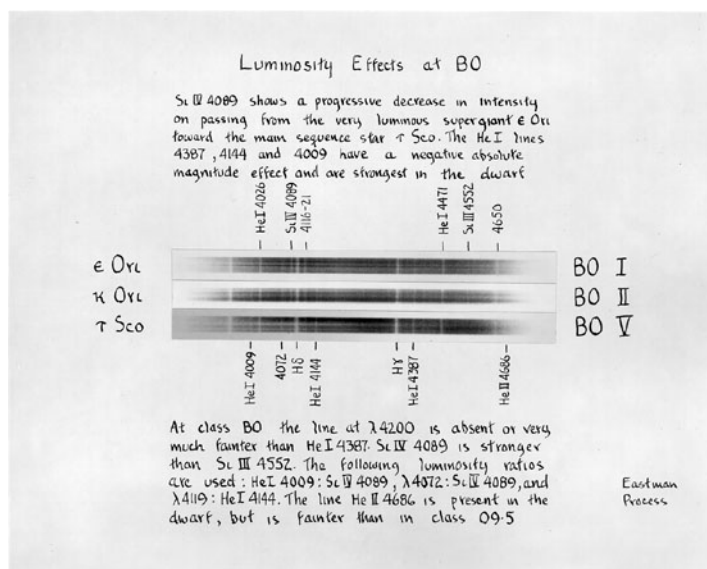 Luminosity Effects at BO
Si IV 4089 shows a progressive decrease in intensity
on passing from the very luminous supergiant ε Ori
toward the main sequence star τ Sco. The He I lines
4387, 4144 and 4009 have a negative absolute
magnitude effect and are strongest in the dwarf
He I 4026
Si IV 4089
4116-21
He I 4471
Si III 4552
4650
ε Ori
BO I
κ Ori
BO II
τ Sco
BO V
He I 4009
4072
Hδ
He I 4144
Hγ
He I 4387
He II 4686
At class BO the line at λ4200 is absent or very
much fainter than He I 4387. Si IV 4089 is stronger
than Si III 4552. The following luminosity ratios
are used : He I 4009 : Si IV 4089, λ4072 : Si IV 4089, and
λ4119 : He I 4144. The line He II 4686 is present in the
dwarf, but is fainter than in class O9.5
Eastman
Process